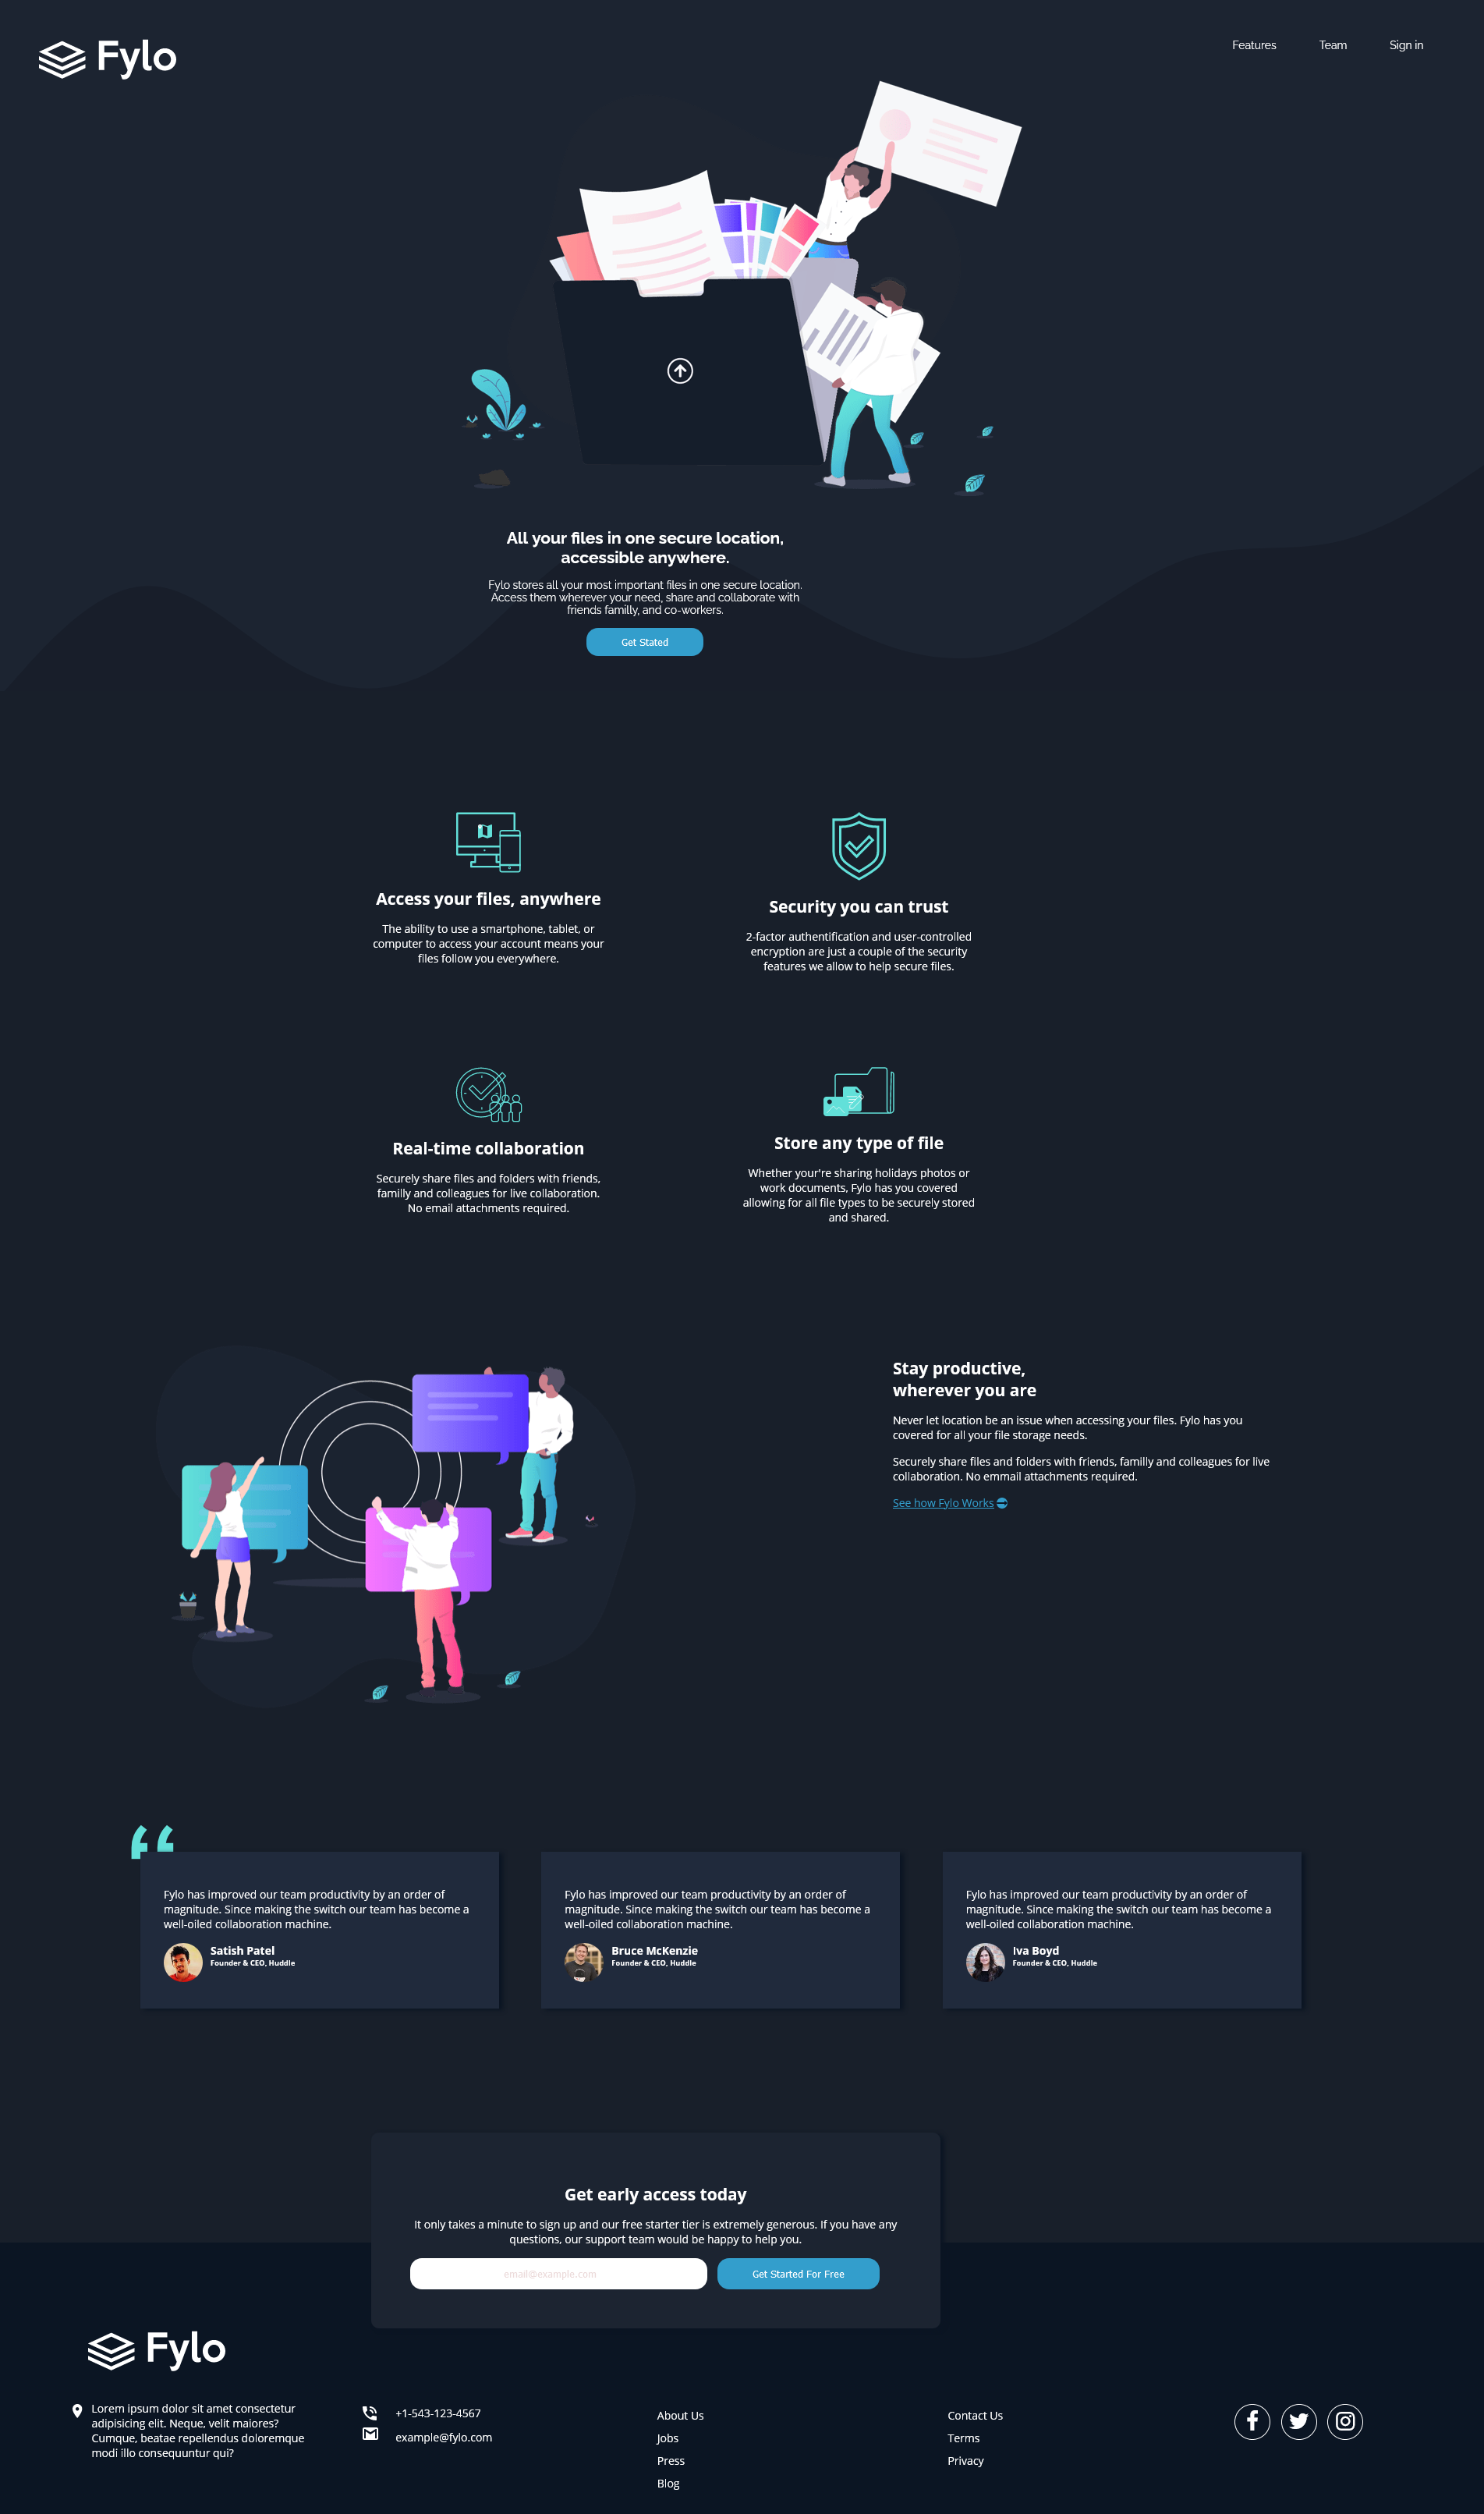 Fylo
Features
Team
Sign in
All your files in one secure location,
accessible anywhere.
Fylo stores all your most important files in one secure location.
Access them wherever your need, share and collaborate with
friends familly, and co-workers.
Get Stated
Access your files, anywhere
The ability to use a smartphone, tablet, or
computer to access your account means your
files follow you everywhere.
Security you can trust
2-factor authentification and user-controlled
encryption are just a couple of the security
features we allow to help secure files.
Real-time collaboration
Securely share files and folders with friends,
familly and colleagues for live collaboration.
No email attachments required.
Store any type of file
Whether your're sharing holidays photos or
work documents, Fylo has you covered
allowing for all file types to be securely stored
and shared.
Stay productive,
wherever you are
Never let location be an issue when accessing your files. Fylo has you
covered for all your file storage needs.
Securely share files and folders with friends, familly and colleagues for live
collaboration. No emmail attachments required.
See how Fylo Works
Fylo has improved our team productivity by an order of
magnitude. Since making the switch our team has become a
well-oiled collaboration machine.
Satish Patel
Founder & CEO, Huddle
Fylo has improved our team productivity by an order of
magnitude. Since making the switch our team has become a
well-oiled collaboration machine.
Bruce McKenzie
Founder & CEO, Huddle
Fylo has improved our team productivity by an order of
magnitude. Since making the switch our team has become a
well-oiled collaboration machine.
Iva Boyd
Founder & CEO, Huddle
Get early access today
It only takes a minute to sign up and our free starter tier is extremely generous. If you have any
questions, our support team would be happy to help you.
email@example.com
Get Started For Free
Fylo
Lorem ipsum dolor sit amet consectetur
adipisicing elit. Neque, velit maiores?
Cumque, beatae repellendus doloremque
modi illo consequuntur qui?
+1-543-123-4567
example@fylo.com
About Us
Jobs
Press
Blog
Contact Us
Terms
Privacy